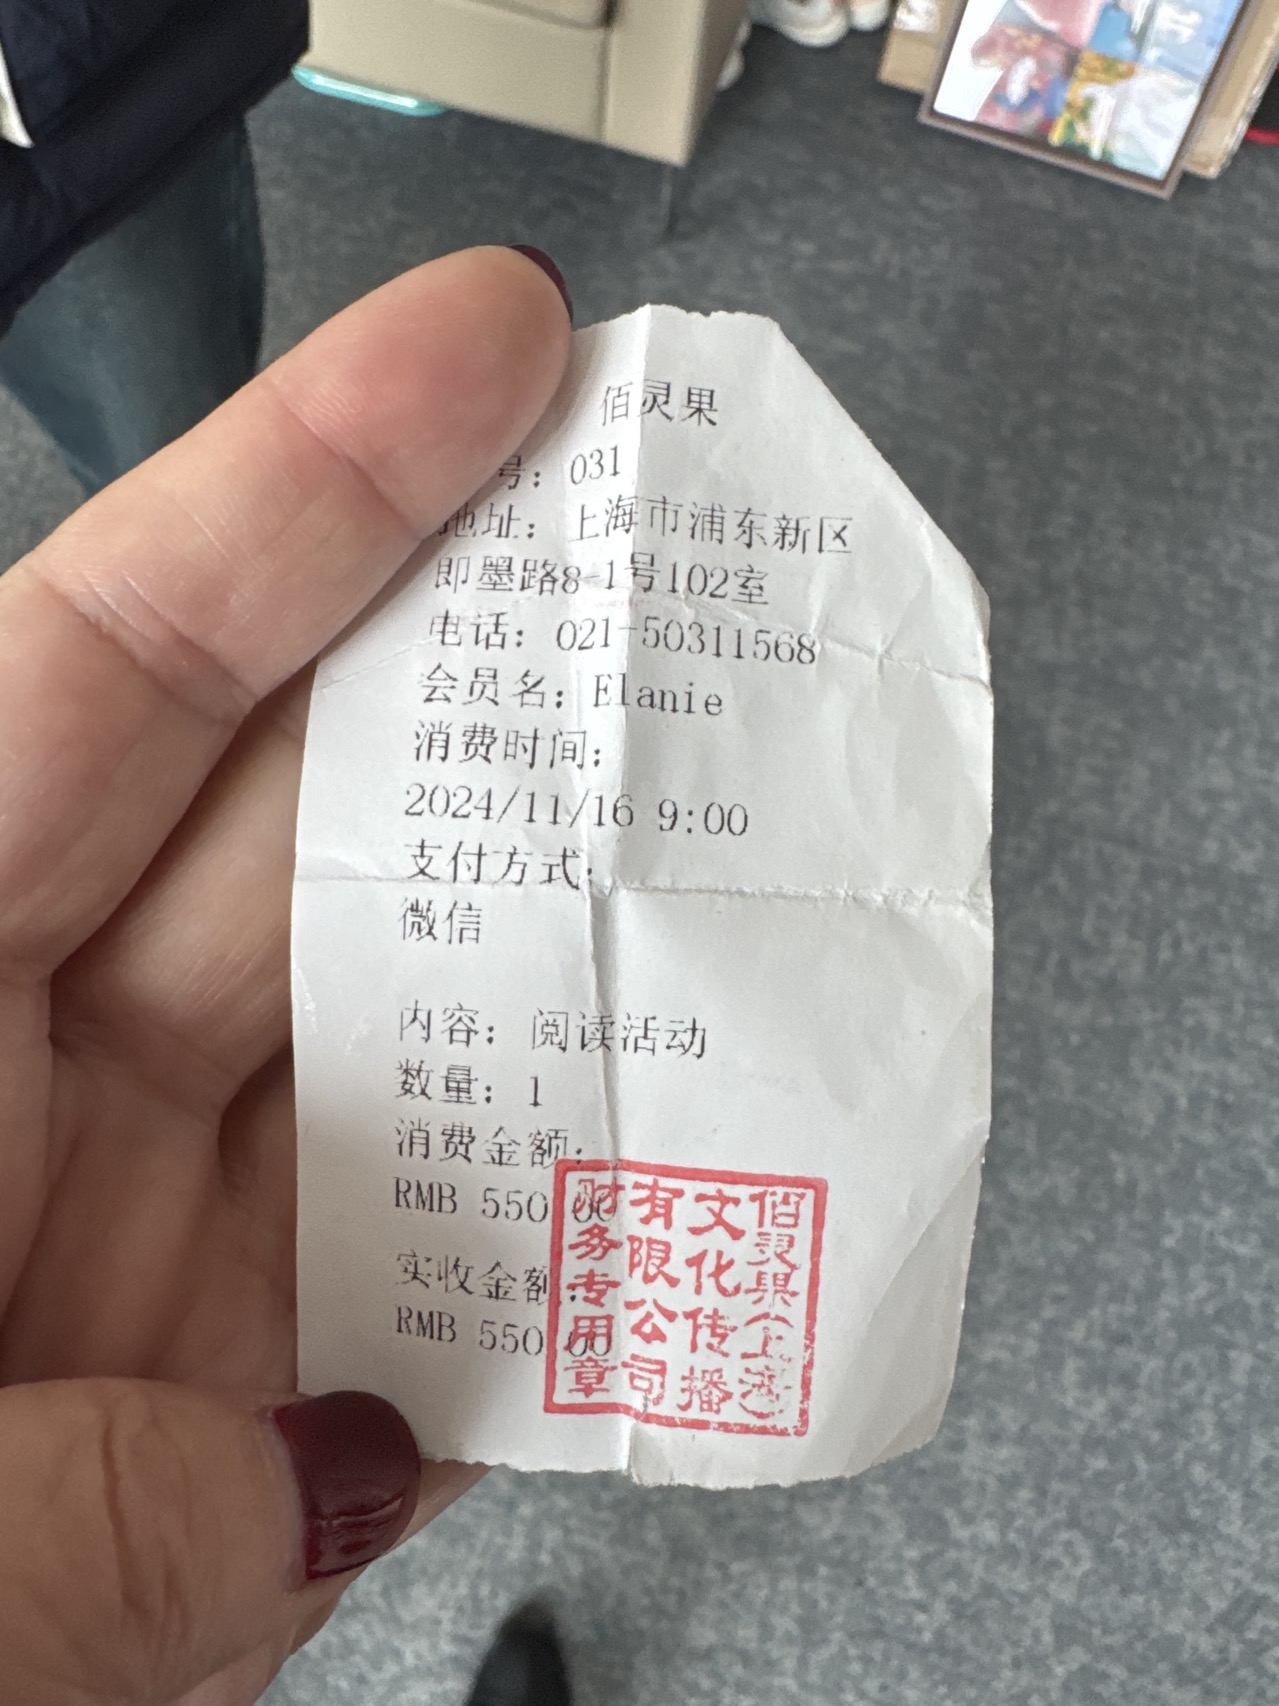 佰灵果
号：031
地址：上海市浦东新区
即墨路8-1号102室
电话：021-50311568
会员名：Elanie
消费时间：
2024/11/16 9:00
支付方式：
微信
内容：阅读活动
数量：1
消费金额：
RMB 550.00
实收金额：
RMB 550.00
佰灵果（上海）
文化传播
有限公司
财务专用章